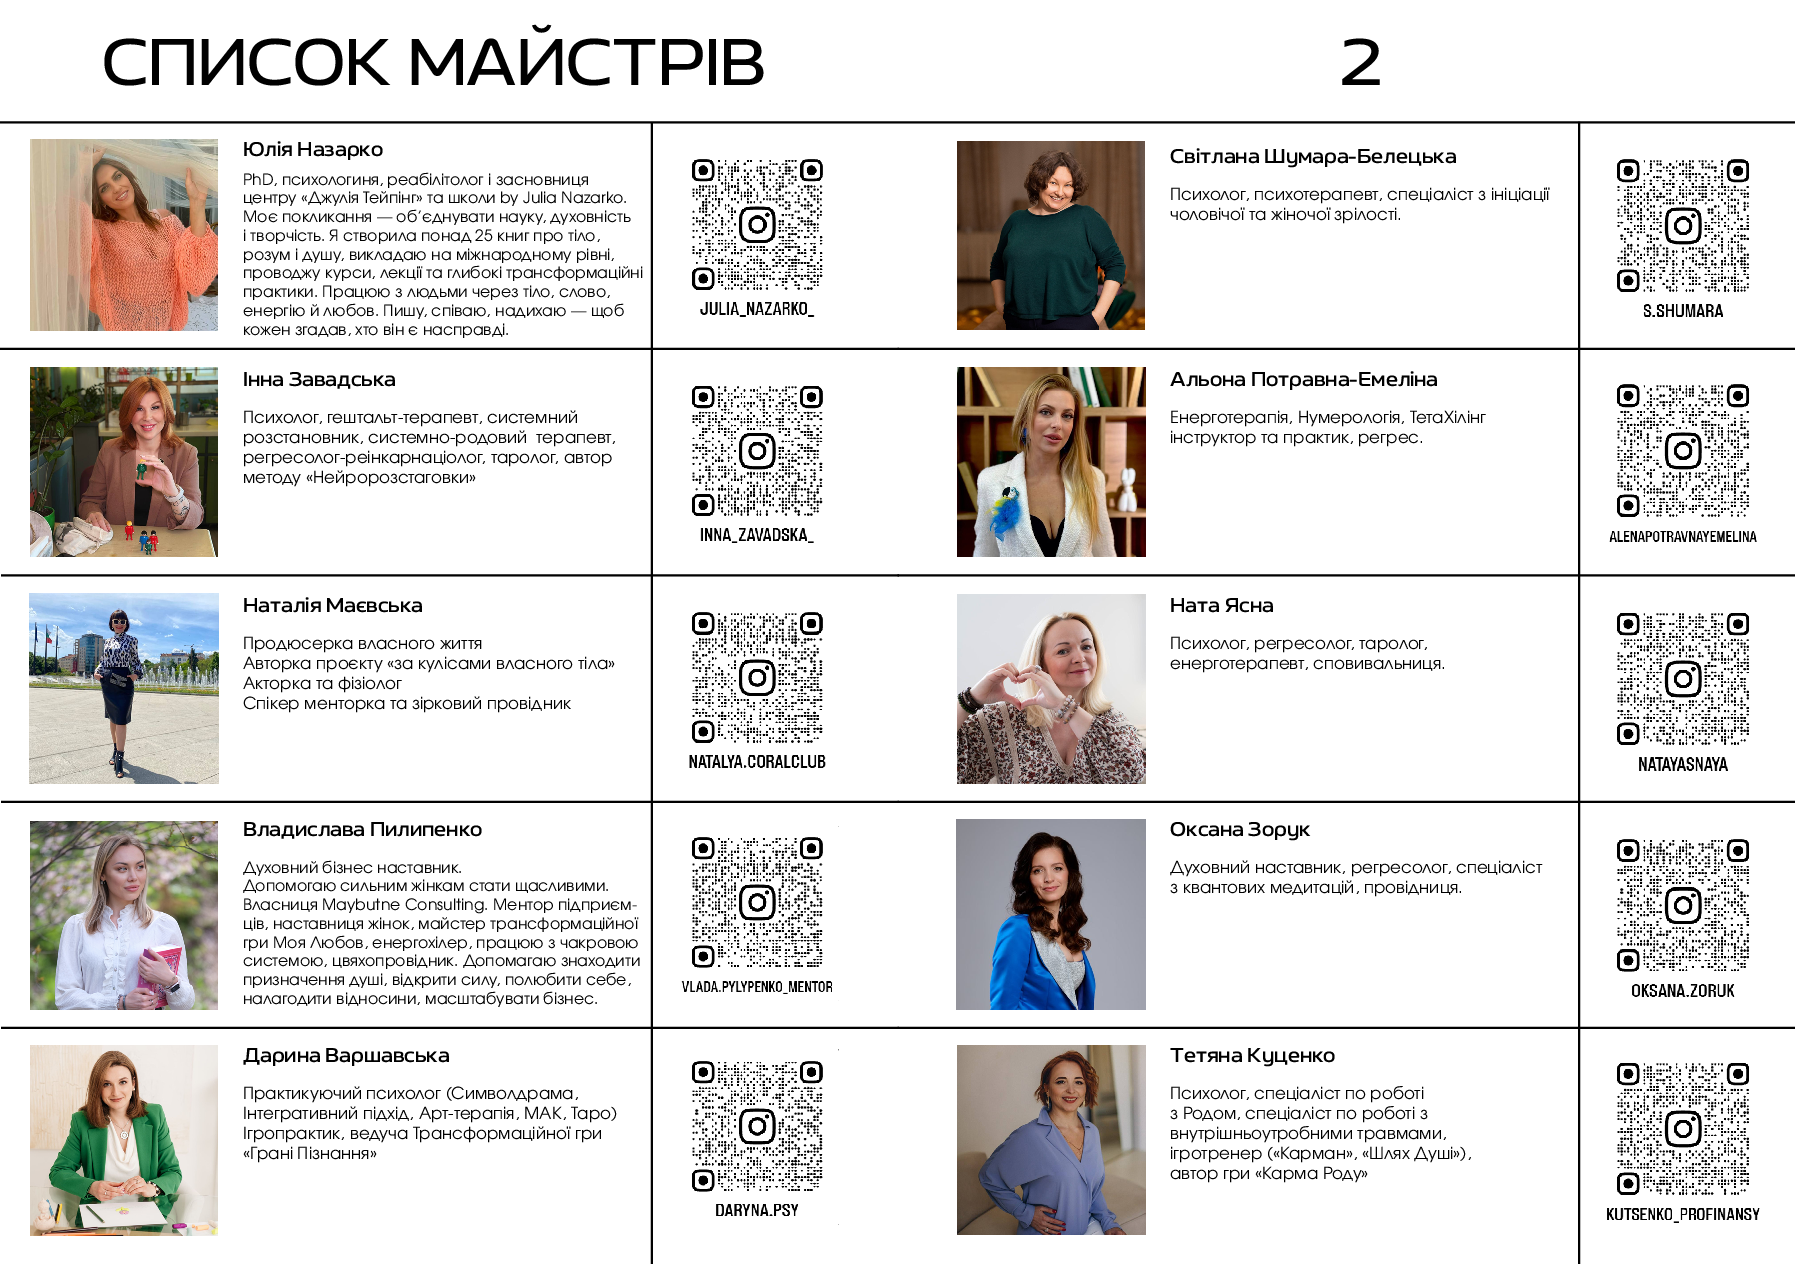 СПИСОК МАЙСТРІВ
2
Юлія Назарко
PhD, психологиня, реабілітолог і засновниця
центру «Джулія Тейпінг» та школи by Julia Nazarko.
Моє покликання — об’єднувати науку, духовність
і творчість. Я створила понад 25 книг про тіло,
розум і душу, викладаю на міжнародному рівні,
проводжу курси, лекції та глибокі трансформаційні
практики. Працюю з людьми через тіло, слово,
енергію й любов. Пишу, співаю, надихаю — щоб
кожен згадав, хто він є насправді.
JULIA_NAZARKO_
Світлана Шумара-Белецька
Психолог, психотерапевт, спеціаліст з ініціації
чоловічої та жіночої зрілості.
S.SHUMARA
Інна Завадська
Психолог, гештальт-терапевт, системний
розстановник, системно-родовий терапевт,
регресолог-реінкарнаціолог, таролог, автор
методу «Нейророзстаговки»
INNA_ZAVADSKA_
Альона Потравна-Емеліна
Енерготерапія, Нумерологія, ТетаХілінг
інструктор та практик, регрес.
ALENAPOTRAVNAYEMELINA
Наталія Маєвська
Продюсерка власного життя
Авторка проєкту «за кулісами власного тіла»
Акторка та фізіолог
Спікер менторка та зірковий провідник
NATALYA.CORALCLUB
Ната Ясна
Психолог, регресолог, таролог,
енерготерапевт, сповивальниця.
NATAYASNAYA
Владислава Пилипенко
Духовний бізнес наставник.
Допомогаю сильним жінкам стати щасливими.
Власниця Maybutne Consulting. Ментор підприєм-
ців, наставниця жінок, майстер трансформаційної
гри Моя Любов, енергохілер, працюю з чакровою
системою, цвяхопровідник. Допомагаю знаходити
призначення душі, відкрити силу, полюбити себе,
налагодити відносини, масштабувати бізнес.
VLADA.PYLYPENKO_MENTOR
Оксана Зорук
Духовний наставник, регресолог, спеціаліст
з квантових медитацій, провідниця.
OKSANA.ZORUK
Дарина Варшавська
Практикуючий психолог (Символдрама,
Інтегративний підхід, Арт-терапія, МАК, Таро)
Ігропрактик, ведуча Трансформаційної гри
«Грані Пізнання»
DARYNA.PSY
Тетяна Куценко
Психолог, спеціаліст по роботі
з Родом, спеціаліст по роботі з
внутрішньоутробними травмами,
ігротренер («Карман», «Шлях Душі»),
автор гри «Карма Роду»
KUTSENKO_PROFINANSY